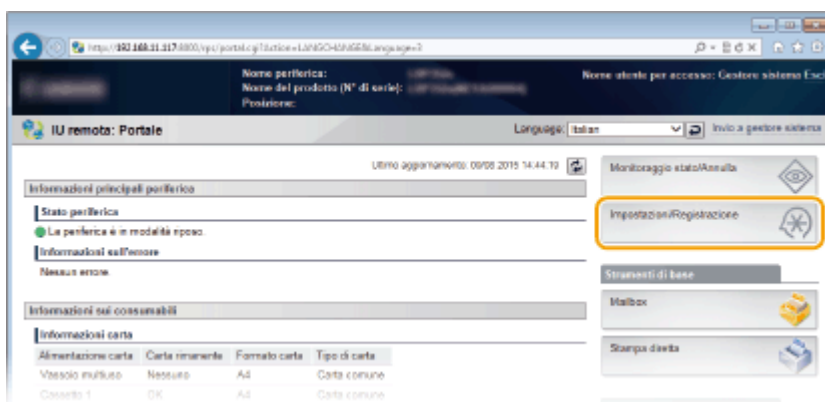 http://192.168.11.117:8000/rps/portal.cgi?Action=LANGCHANGE&Language=3
Nome periferica:
Nome del prodotto (N° di serie):
Posizione:
Nome utente per accesso: Gestore sistema Esci
IU remota: Portale
Language: Italian
Invio a gestore sistema
Ultimo aggiornamento: 09/06 2015 14:44:19
Informazioni principali periferica
Stato periferica
La periferica è in modalità riposo.
Informazioni sull'errore
Nessun errore.
Informazioni sui consumabili
Informazioni carta
Alimentazione carta Carta rimanente Formato carta Tipo di carta
Vassoio multiuso Nessuno A4 Carta comune
Cassetto 1 OK A4 Carta comune
Monitoraggio stato/Annulla
Impostazioni/Registrazione
Strumenti di base
Mailbox
Stampa diretta